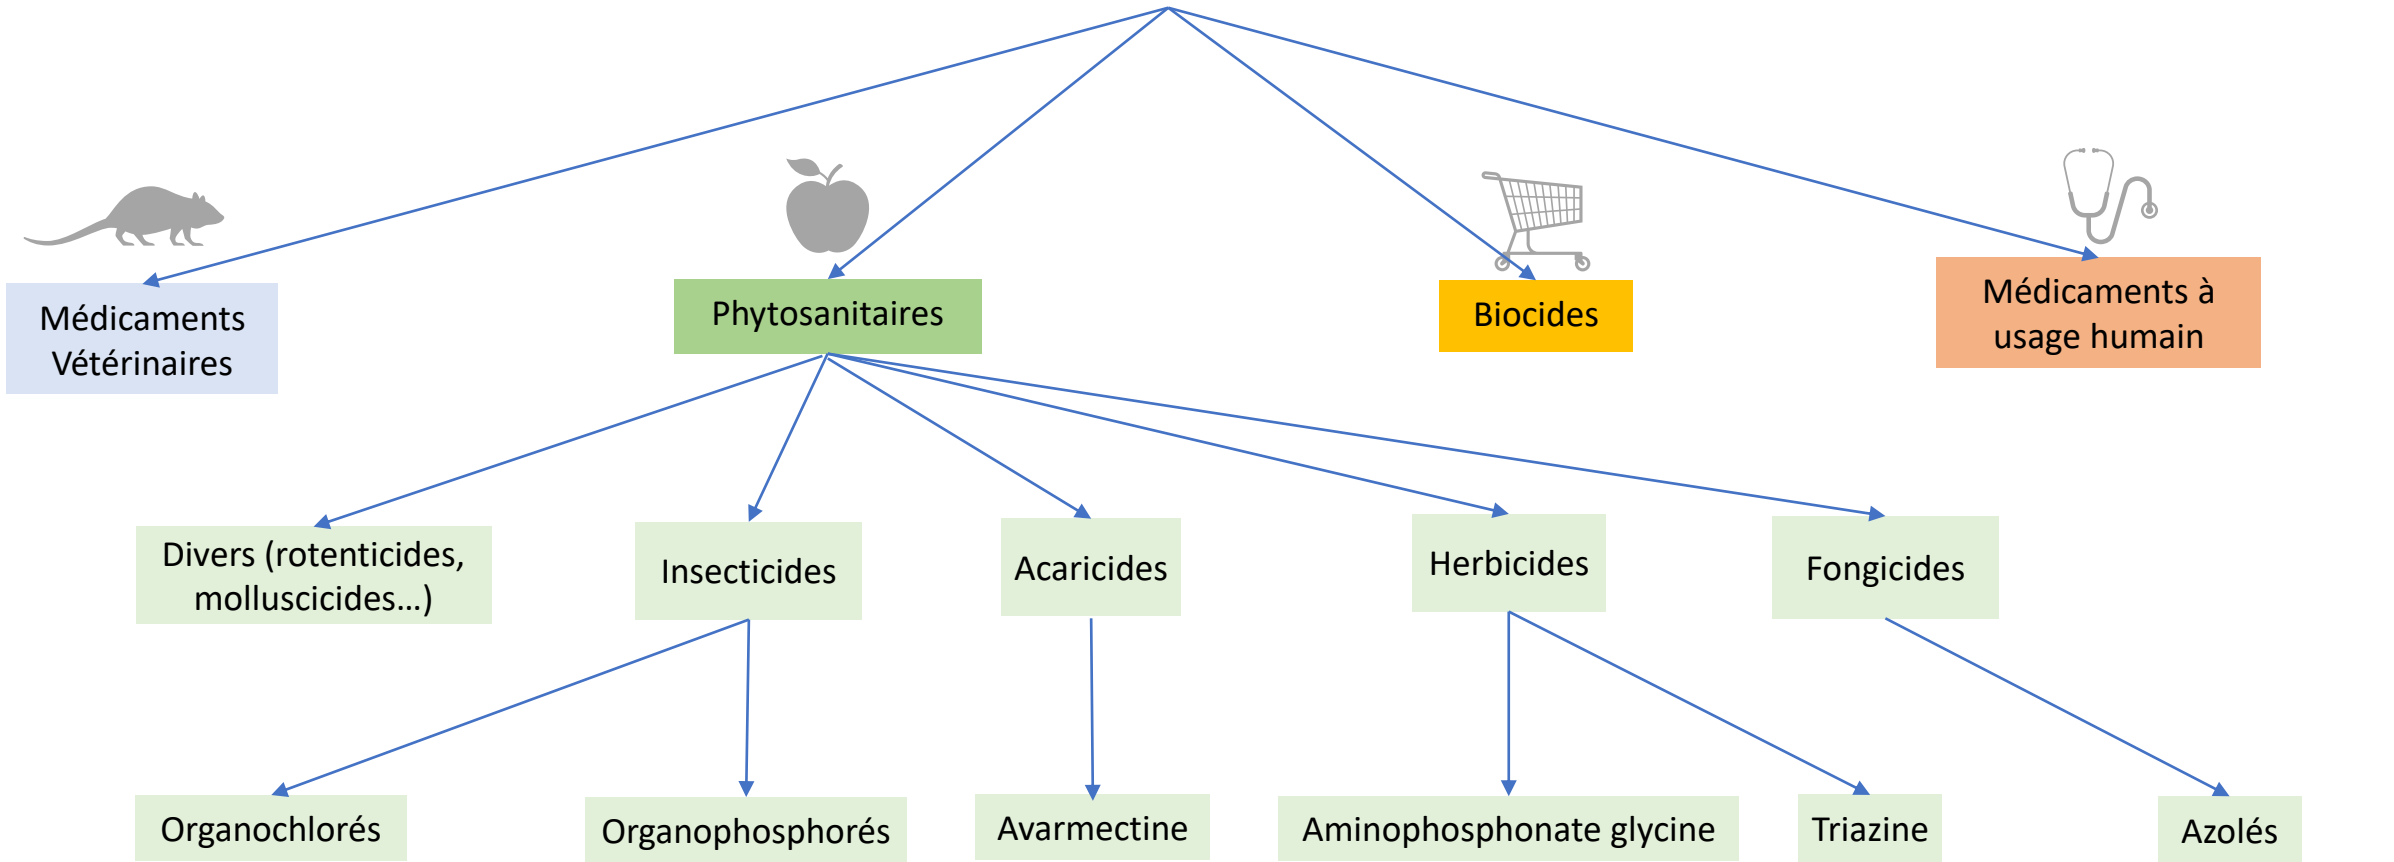 Médicaments
Vétérinaires
Phytosanitaires
Biocides
Médicaments à
usage humain
Divers (rotenticides,
molluscicides…)
Insecticides
Acaricides
Herbicides
Fongicides
Organochlorés
Organophosphorés
Avarmectine
Aminophosphonate glycine
Triazine
Azolés